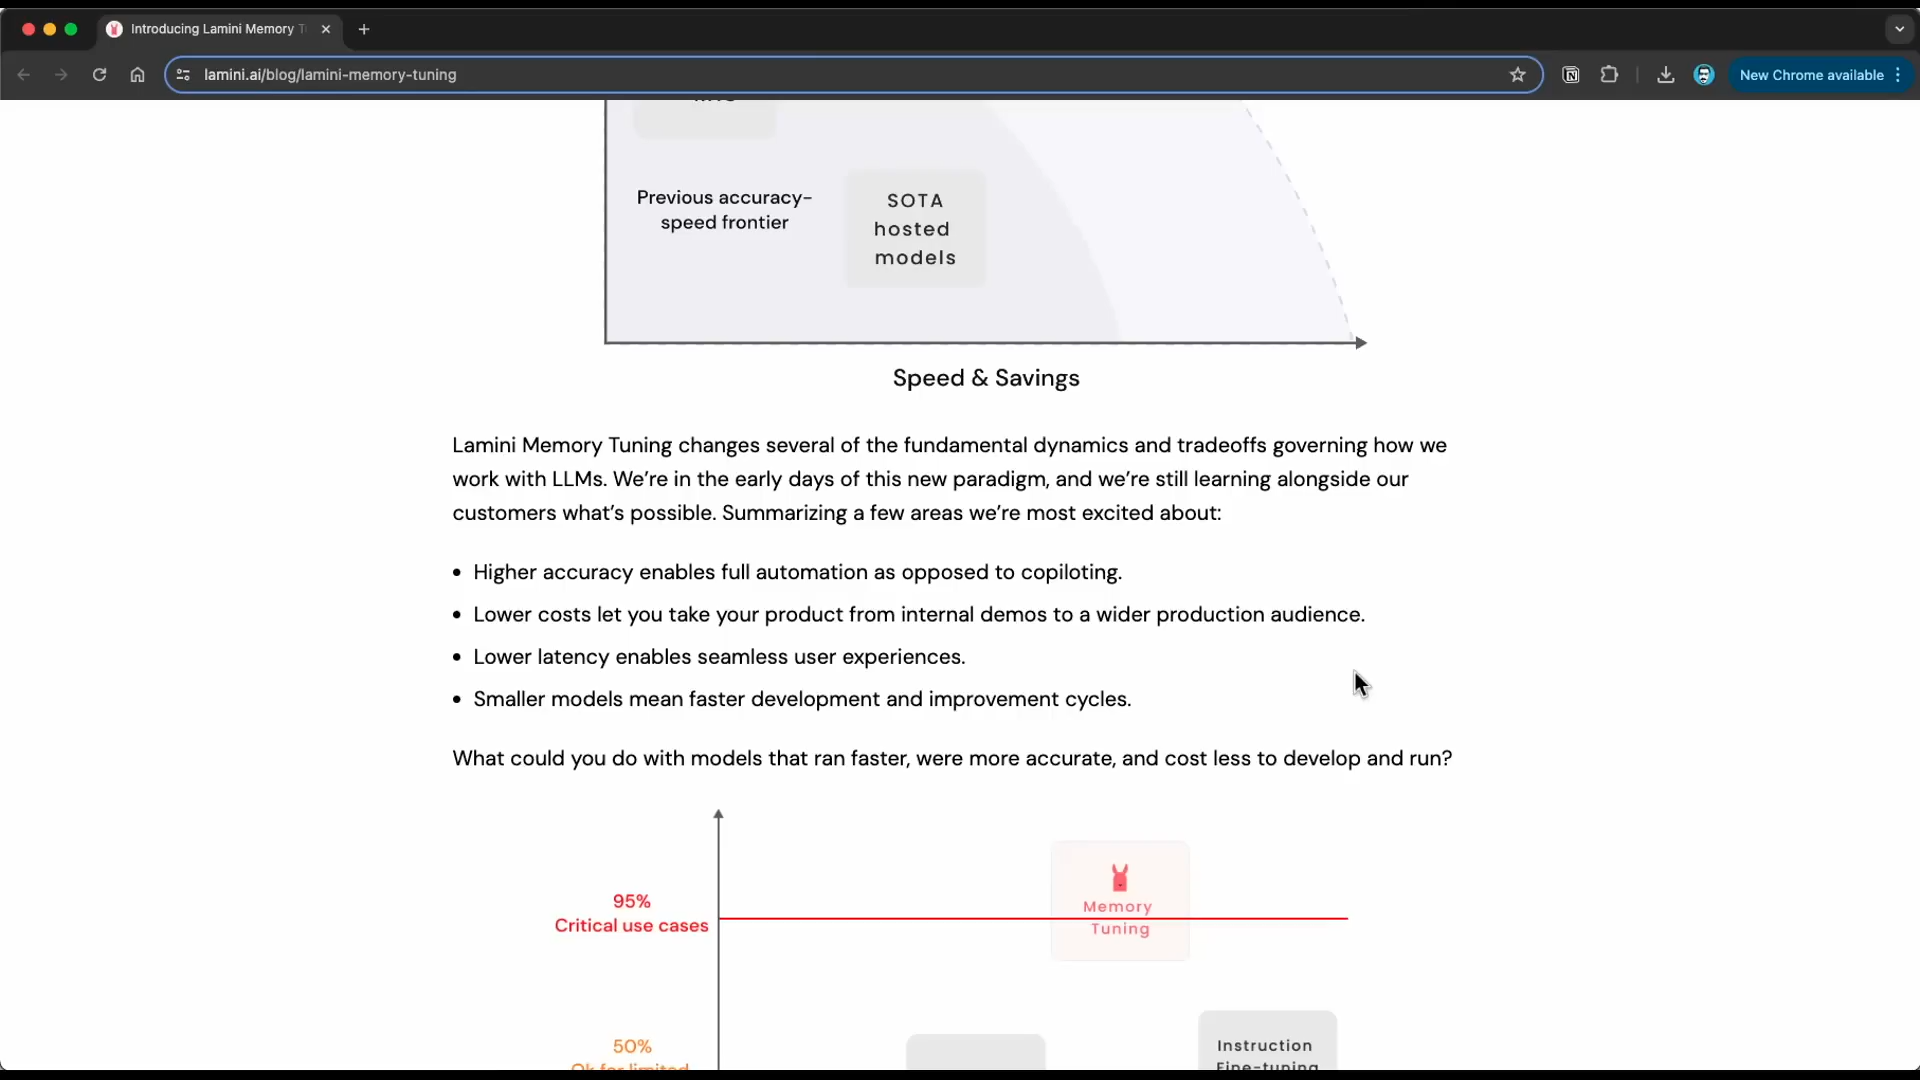 Introducing Lamini Memory T
lamini.ai/blog/lamini-memory-tuning
New Chrome available
Previous accuracy-
speed frontier
SOTA
hosted
models
Speed & Savings
Lamini Memory Tuning changes several of the fundamental dynamics and tradeoffs governing how we
work with LLMs. We’re in the early days of this new paradigm, and we’re still learning alongside our
customers what’s possible. Summarizing a few areas we’re most excited about:
• Higher accuracy enables full automation as opposed to copiloting.
• Lower costs let you take your product from internal demos to a wider production audience.
• Lower latency enables seamless user experiences.
• Smaller models mean faster development and improvement cycles.
What could you do with models that ran faster, were more accurate, and cost less to develop and run?
95%
Critical use cases
Memory
Tuning
50%
Ok for limited
Instruction
Fine-tuning